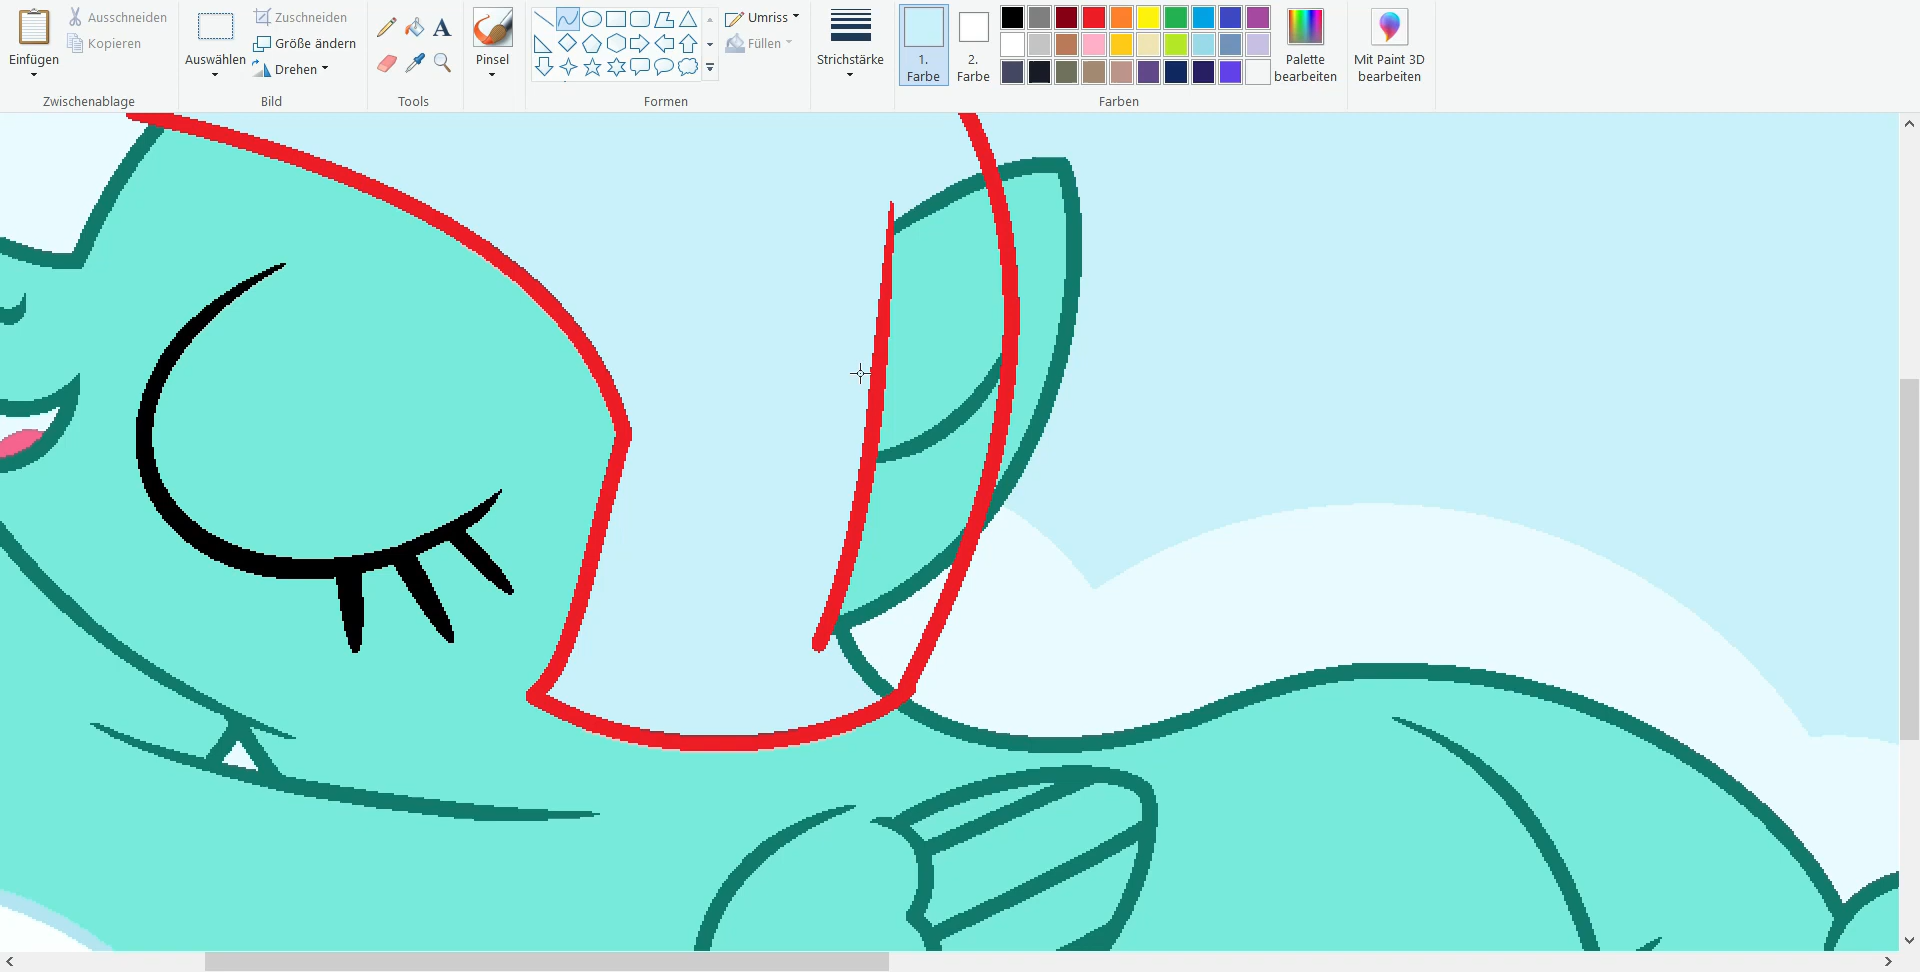 Einfügen
Ausschneiden
Kopieren
Zwischenablage
Auswählen
Zuschneiden
Größe ändern
Drehen
Bild
A
Tools
Pinsel
Umriss
Füllen
Formen
Strichstärke
1.
Farbe
2.
Farbe
Palette
bearbeiten
Farben
Mit Paint 3D
bearbeiten